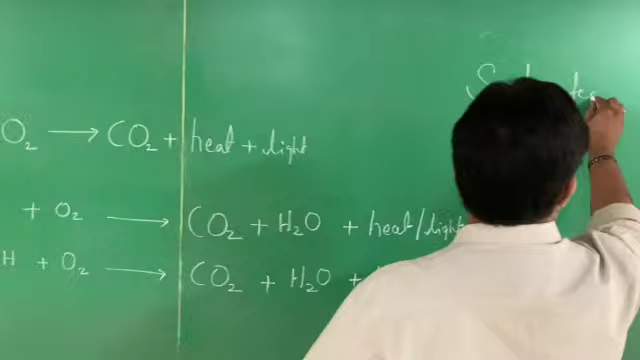 O₂ ⟶ CO₂ + heat + light
+ O₂ ⟶ CO₂ + H₂O + heat/light
H + O₂ ⟶ CO₂ + H₂O +